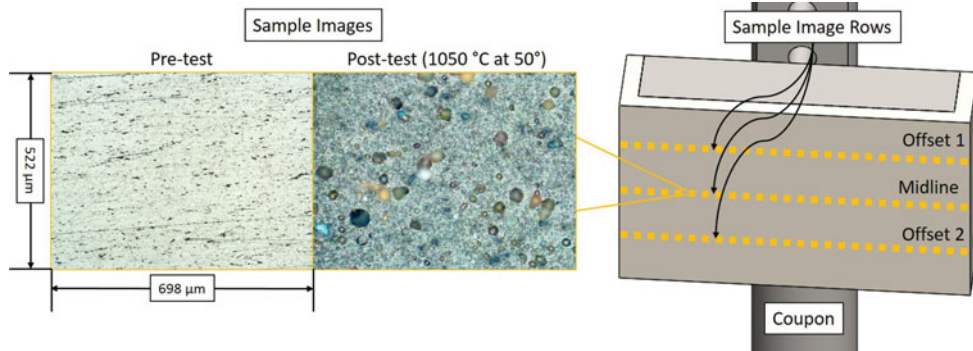 Sample Images
Pre-test
Post-test (1050 °C at 50°)
522 µm
698 µm
Sample Image Rows
Offset 1
Midline
Offset 2
Coupon